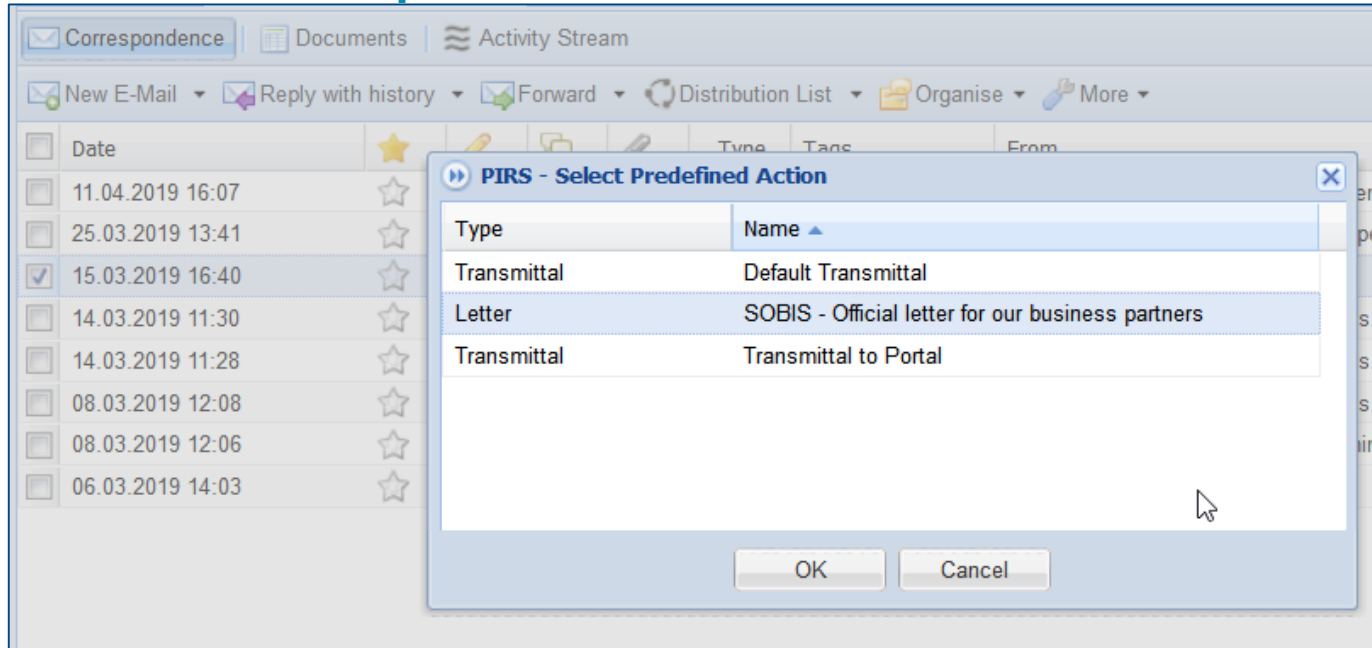 Correspondence Documents Activity Stream
New E-Mail Reply with history Forward Distribution List Organise More
Date Type Tags From
PIRS - Select Predefined Action
11.04.2019 16:07
Type Name
25.03.2019 13:41
Transmittal Default Transmittal
15.03.2019 16:40
Letter SOBIS - Official letter for our business partners
14.03.2019 11:30
Transmittal Transmittal to Portal
14.03.2019 11:28
08.03.2019 12:08
08.03.2019 12:06
06.03.2019 14:03
OK Cancel